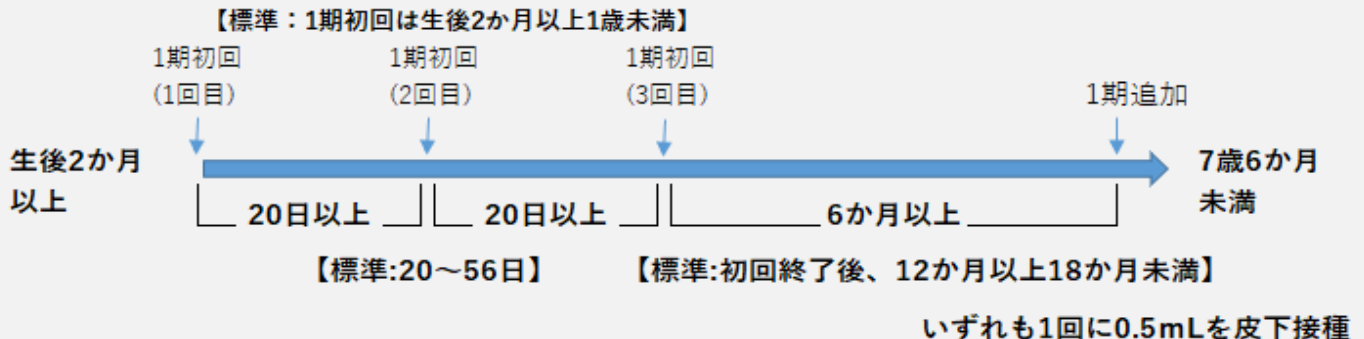 【標準：1期初回は生後2か月以上1歳未満】
1期初回 1期初回 1期初回
(1回目) (2回目) (3回目) 1期追加
生後2か月
以上
7歳6か月
未満
20日以上 20日以上 6か月以上
【標準:20～56日】 【標準:初回終了後、12か月以上18か月未満】
いずれも1回に0.5mLを皮下接種